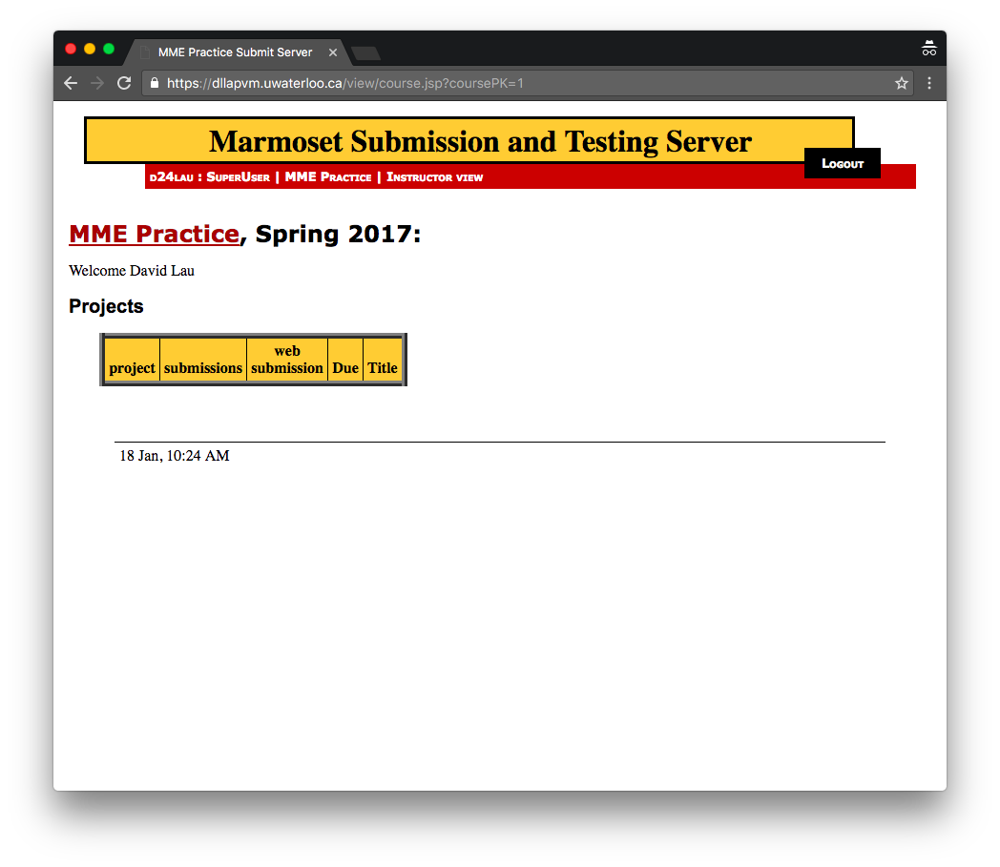 MME Practice Submit Server
https://dllapvm.uwaterloo.ca/view/course.jsp?coursePK=1
Marmoset Submission and Testing Server
Logout
d24lau : SuperUser | MME Practice | Instructor view
MME Practice, Spring 2017:
Welcome David Lau
Projects
project submissions web submission Due Title
18 Jan, 10:24 AM